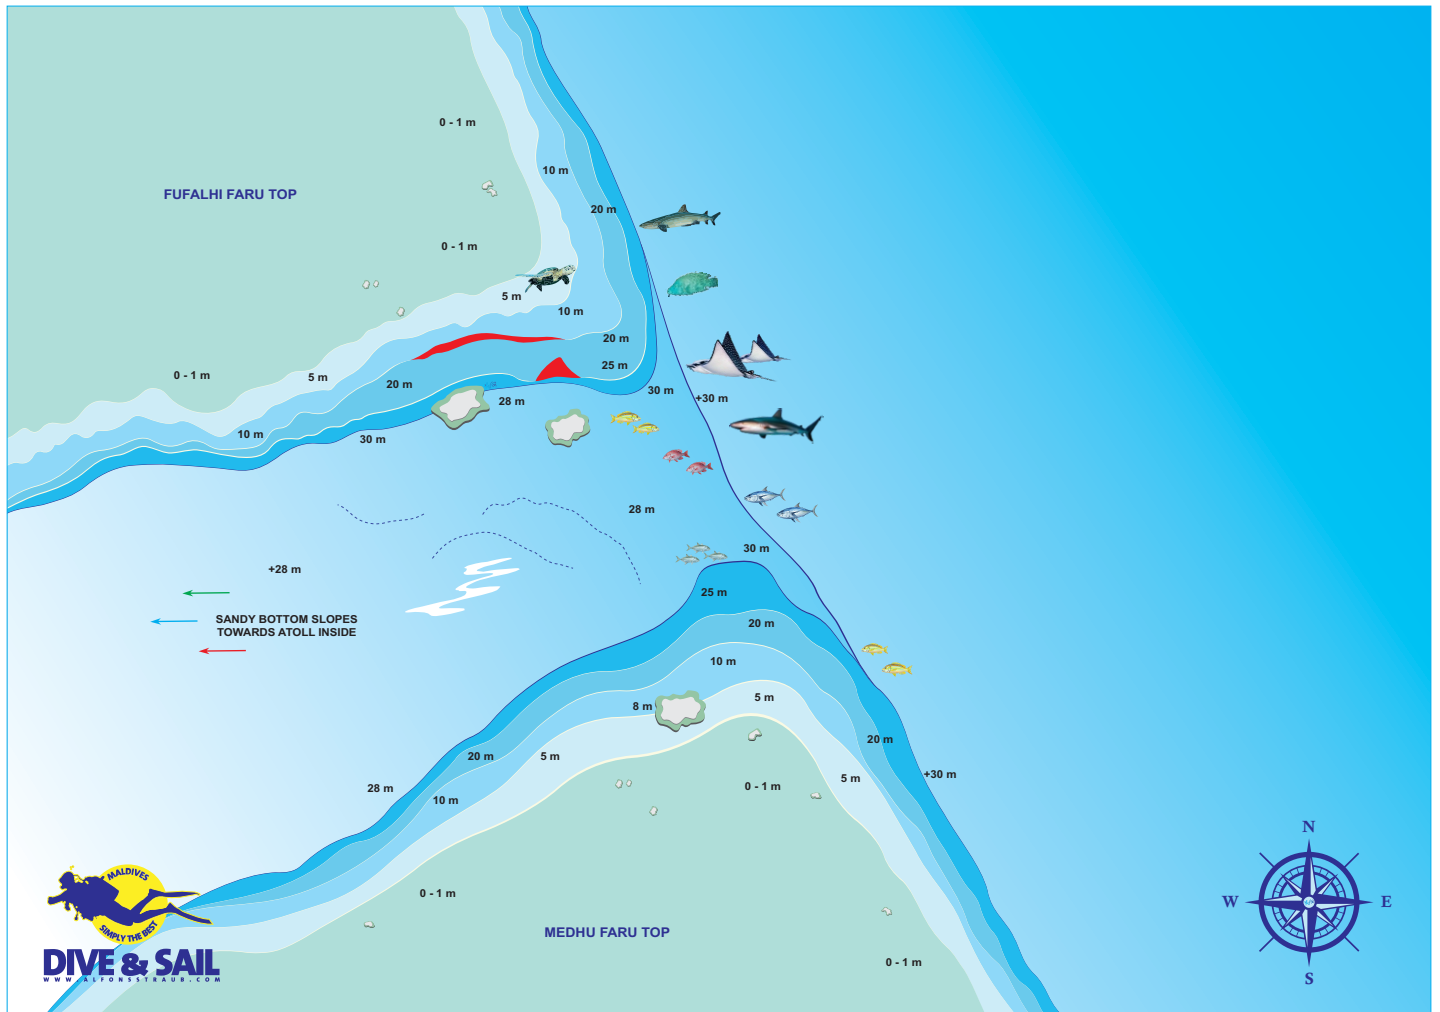 0 - 1 m
10 m
FUFALHI FARU TOP
20 m
0 - 1 m
5 m
10 m
20 m
25 m
0 - 1 m
5 m
20 m
28 m
30 m
+30 m
10 m
30 m
28 m
30 m
+28 m
25 m
SANDY BOTTOM SLOPES
TOWARDS ATOLL INSIDE
20 m
10 m
5 m
8 m
20 m
5 m
20 m
+30 m
5 m
28 m
0 - 1 m
10 m
0 - 1 m
MEDHU FARU TOP
0 - 1 m
N
W
E
S
MALDIVES
SIMPLY THE BEST
DIVE & SAIL
WWW.ALFONSSTRAUB.COM